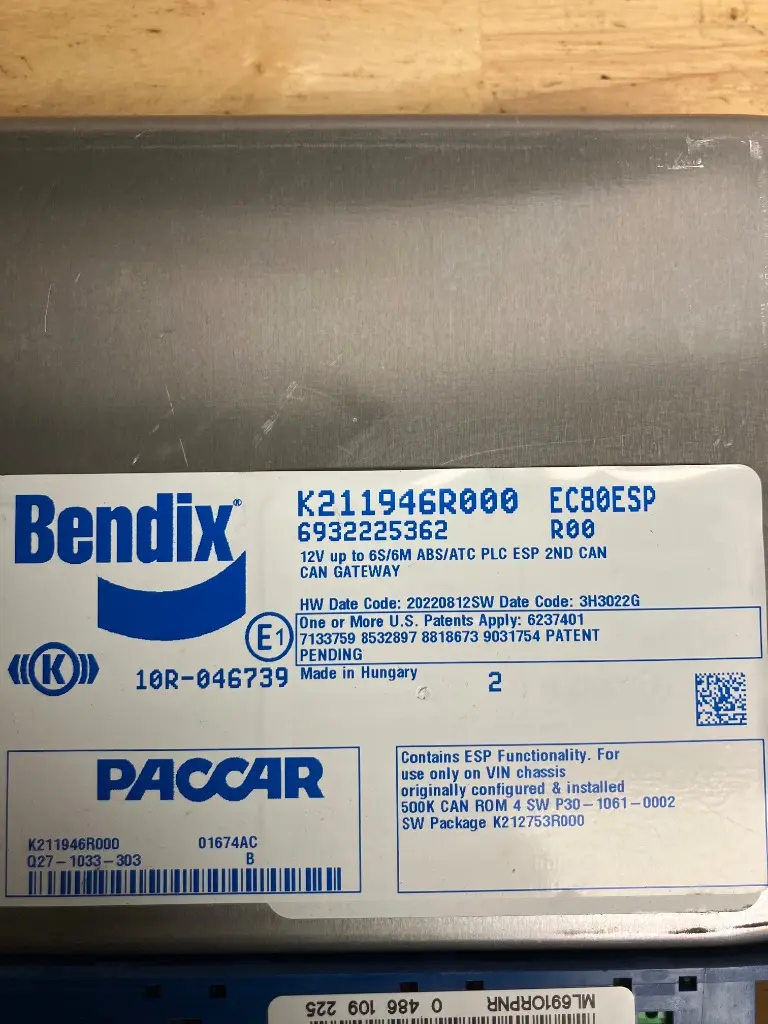 Bendix®
K211946R000 EC80ESP
6932225362 R00
12V up to 6S/6M ABS/ATC PLC ESP 2ND CAN
CAN GATEWAY
HW Date Code: 20220812SW Date Code: 3H3022G
One or More U.S. Patents Apply: 6237401
7133759 8532897 8818673 9031754 PATENT
PENDING
E1
K
10R-046739
Made in Hungary
2
PACCAR
K211946R000 01674AC
Q27-1033-303 B
Contains ESP Functionality. For
use only on VIN chassis
originally configured & installed
500K CAN ROM 4 SW P30-1061-0002
SW Package K212753R000
ML691ORPNR 0 486 109 225